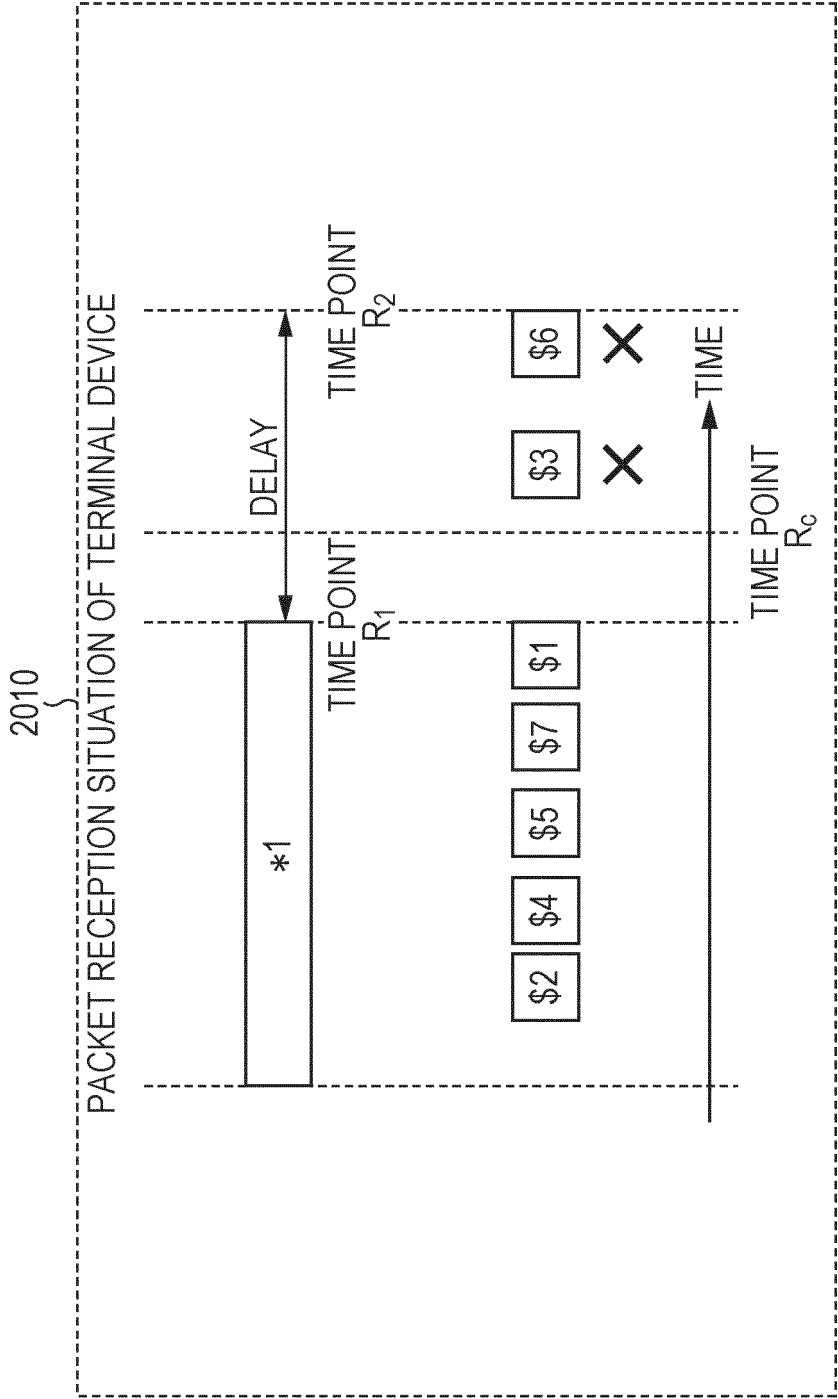 2010
PACKET RECEPTION SITUATION OF TERMINAL DEVICE
DELAY
*1
TIME POINT
R1
TIME POINT
R2
$2 $4 $5 $7 $1 $3 $6
TIME
TIME POINT
Rc